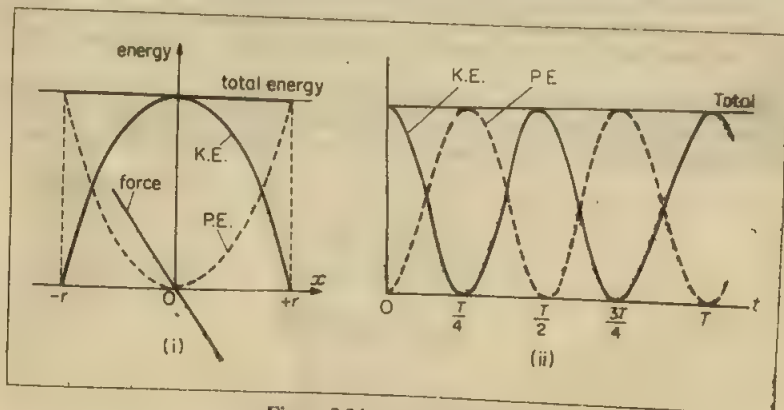 energy
total energy
K.E.
force
P.E.
-r
O
+r
x
(i)
K.E.
P E
Total
O
T/4
T/2
3T/4
T
t
(ii)